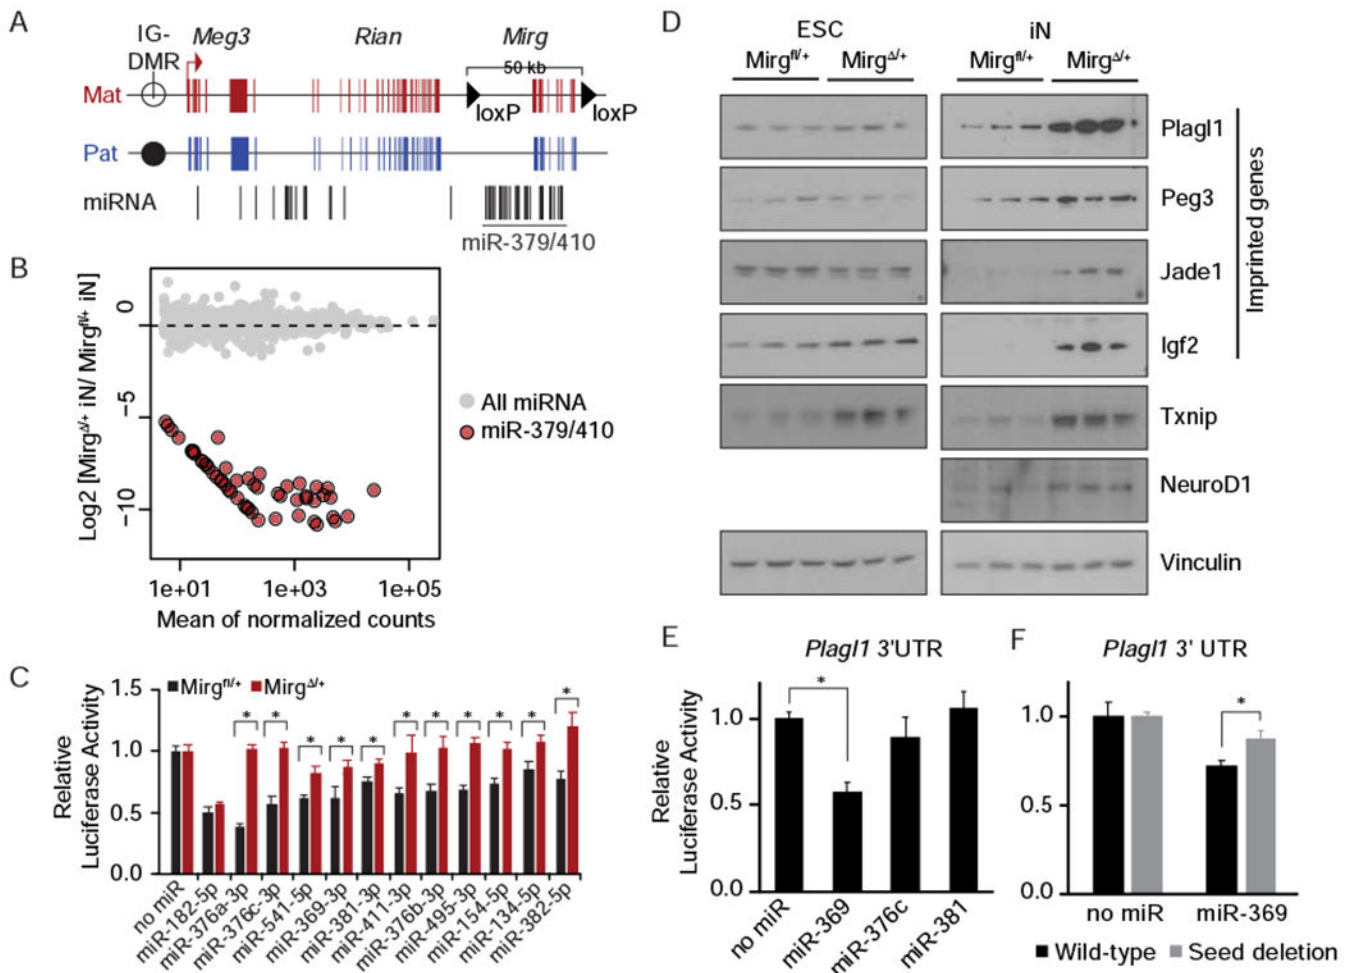 A
IG-
DMR
Meg3
Rian
Mirg
50 kb
Mat
loxP
loxP
Pat
miRNA
miR-379/410
B
Log2 [MirgΔ/+ iN/ Mirgfl/+ iN]
0
−5
−10
1e+01
1e+03
1e+05
Mean of normalized counts
All miRNA
miR-379/410
C
Relative
Luciferase Activity
1.5
1.0
0.5
0.0
Mirgfl/+
MirgΔ/+
*
*
*
*
*
*
*
*
*
*
*
no miR
miR-182-5p
miR-376a-3p
miR-376c-3p
miR-541-5p
miR-369-3p
miR-381-3p
miR-411-3p
miR-376b-3p
miR-495-3p
miR-154-5p
miR-134-5p
miR-382-5p
D
ESC
iN
Mirgfl/+
MirgΔ/+
Mirgfl/+
MirgΔ/+
Plagl1
Peg3
Jade1
Igf2
Txnip
NeuroD1
Vinculin
Imprinted genes
E
Plagl1 3'UTR
Relative
Luciferase Activity
1.0
0.5
0.0
*
no miR
miR-369
miR-376c
miR-381
F
Plagl1 3' UTR
1.0
0.5
0.0
*
no miR
miR-369
Wild-type
Seed deletion